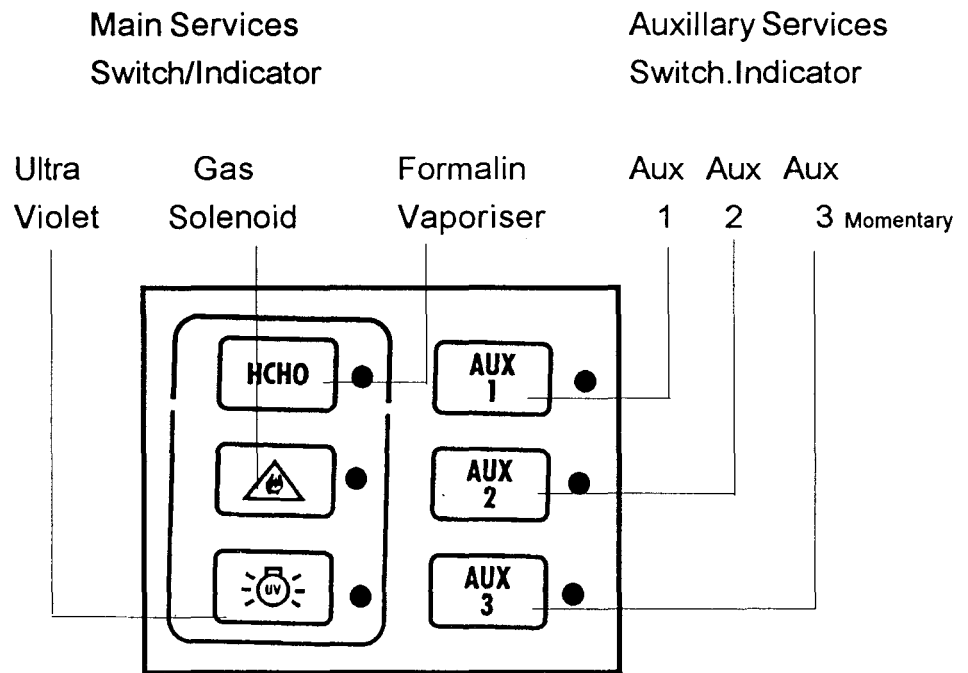 Main Services
Switch/Indicator
Auxillary Services
Switch.Indicator
Ultra
Violet
Gas
Solenoid
Formalin
Vaporiser
Aux Aux Aux
1 2 3 Momentary
HCHO
AUX
1
AUX
2
UV
AUX
3